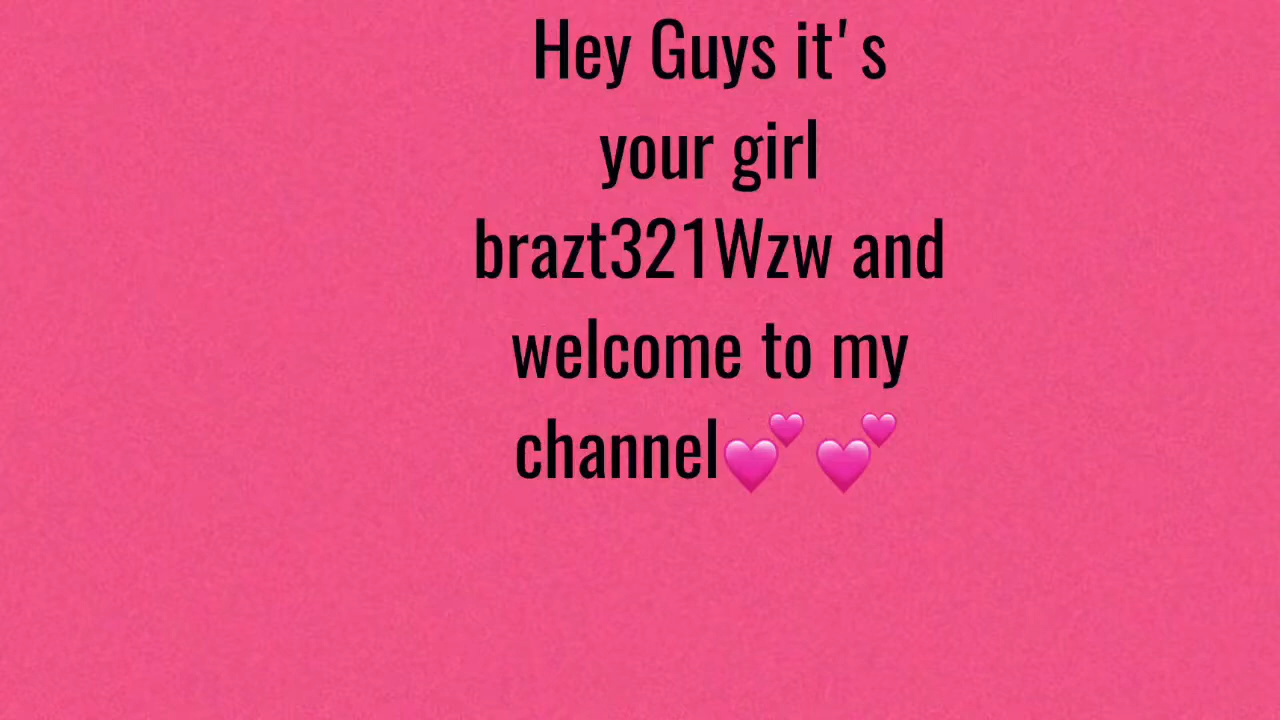 Hey Guys it's
your girl
brazt321Wzw and
welcome to my
channel💕💕